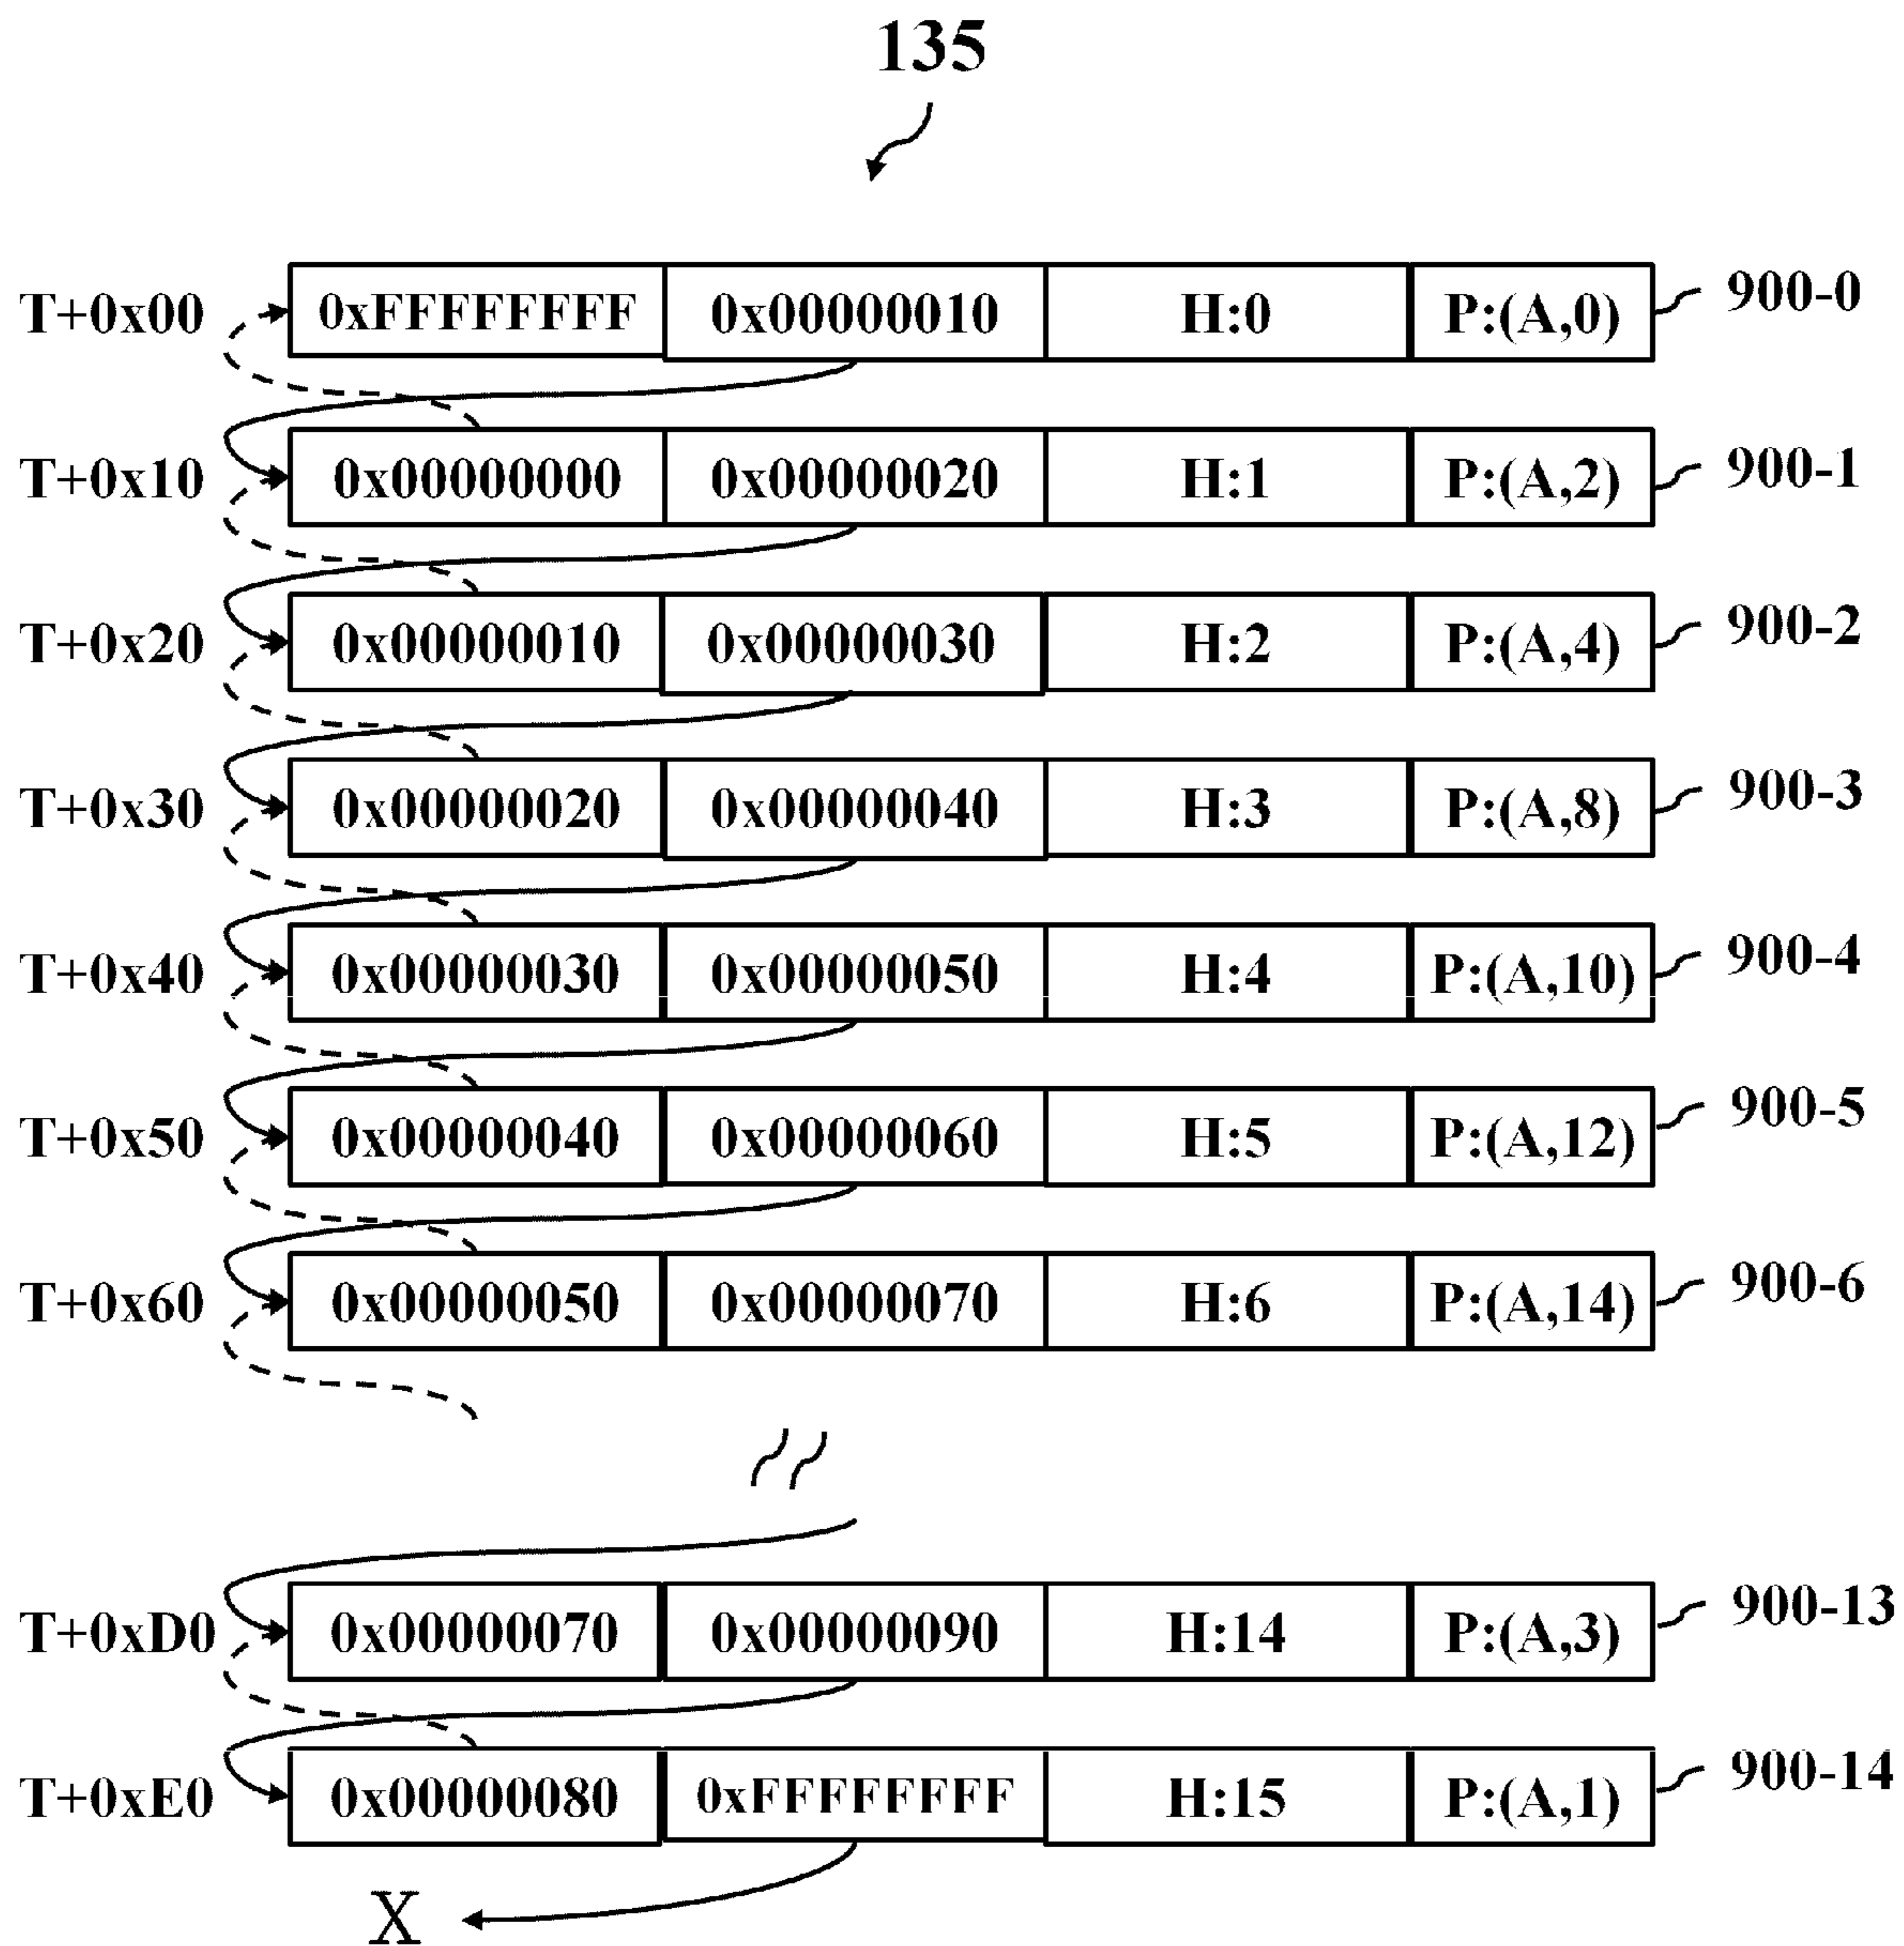 135
T+0x00 0xFFFFFFFF 0x00000010 H:0 P:(A,0) 900-0
T+0x10 0x00000000 0x00000020 H:1 P:(A,2) 900-1
T+0x20 0x00000010 0x00000030 H:2 P:(A,4) 900-2
T+0x30 0x00000020 0x00000040 H:3 P:(A,8) 900-3
T+0x40 0x00000030 0x00000050 H:4 P:(A,10) 900-4
T+0x50 0x00000040 0x00000060 H:5 P:(A,12) 900-5
T+0x60 0x00000050 0x00000070 H:6 P:(A,14) 900-6
T+0xD0 0x00000070 0x00000090 H:14 P:(A,3) 900-13
T+0xE0 0x00000080 0xFFFFFFFF H:15 P:(A,1) 900-14
X